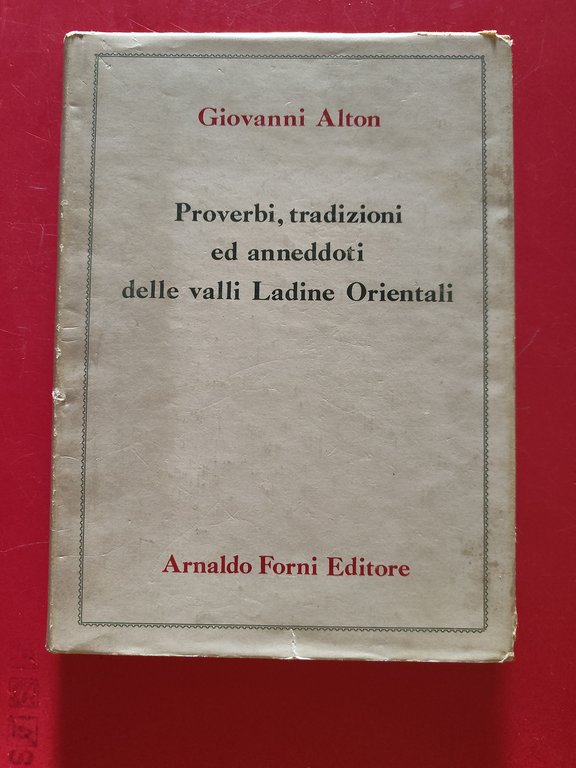 Giovanni Alton
Proverbi, tradizioni
ed anneddoti
delle valli Ladine Orientali
Arnaldo Forni Editore